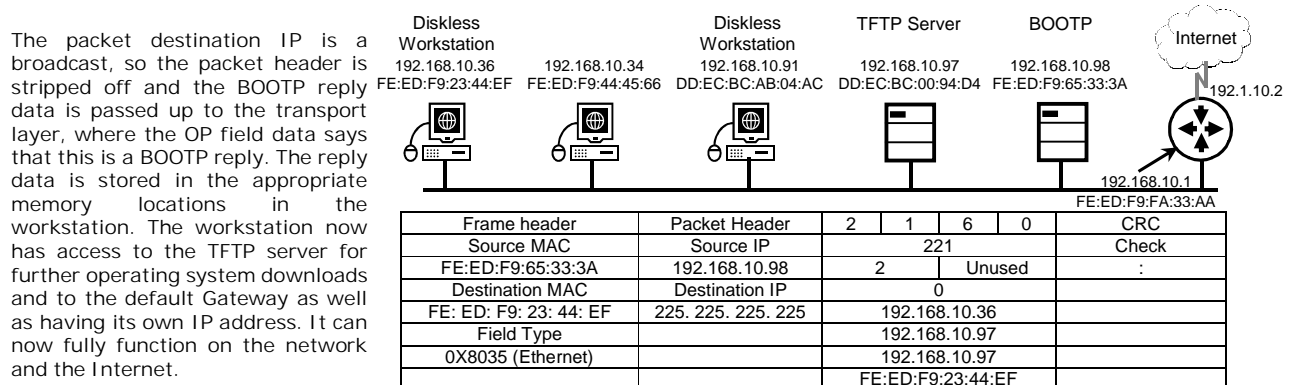 The packet destination IP is a
broadcast, so the packet header is
stripped off and the BOOTP reply
data is passed up to the transport
layer, where the OP field data says
that this is a BOOTP reply. The reply
data is stored in the appropriate
memory locations in the
workstation. The workstation now
has access to the TFTP server for
further operating system downloads
and to the default Gateway as well
as having its own IP address. It can
now fully function on the network
and the Internet.
Diskless
Workstation
192.168.10.36
FE:ED:F9:23:44:EF
192.168.10.34
FE:ED:F9:44:45:66
Diskless
Workstation
192.168.10.91
DD:EC:BC:AB:04:AC
TFTP Server
192.168.10.97
DD:EC:BC:00:94:D4
BOOTP
192.168.10.98
FE:ED:F9:65:33:3A
Internet
192.1.10.2
192.168.10.1
FE:ED:F9:FA:33:AA
Frame header Packet Header 2 1 6 0 CRC
Source MAC Source IP 221 Check
FE:ED:F9:65:33:3A 192.168.10.98 2 Unused :
Destination MAC Destination IP 0
FE: ED: F9: 23: 44: EF 225. 225. 225. 225 192.168.10.36
Field Type 192.168.10.97
0X8035 (Ethernet) 192.168.10.97
FE:ED:F9:23:44:EF